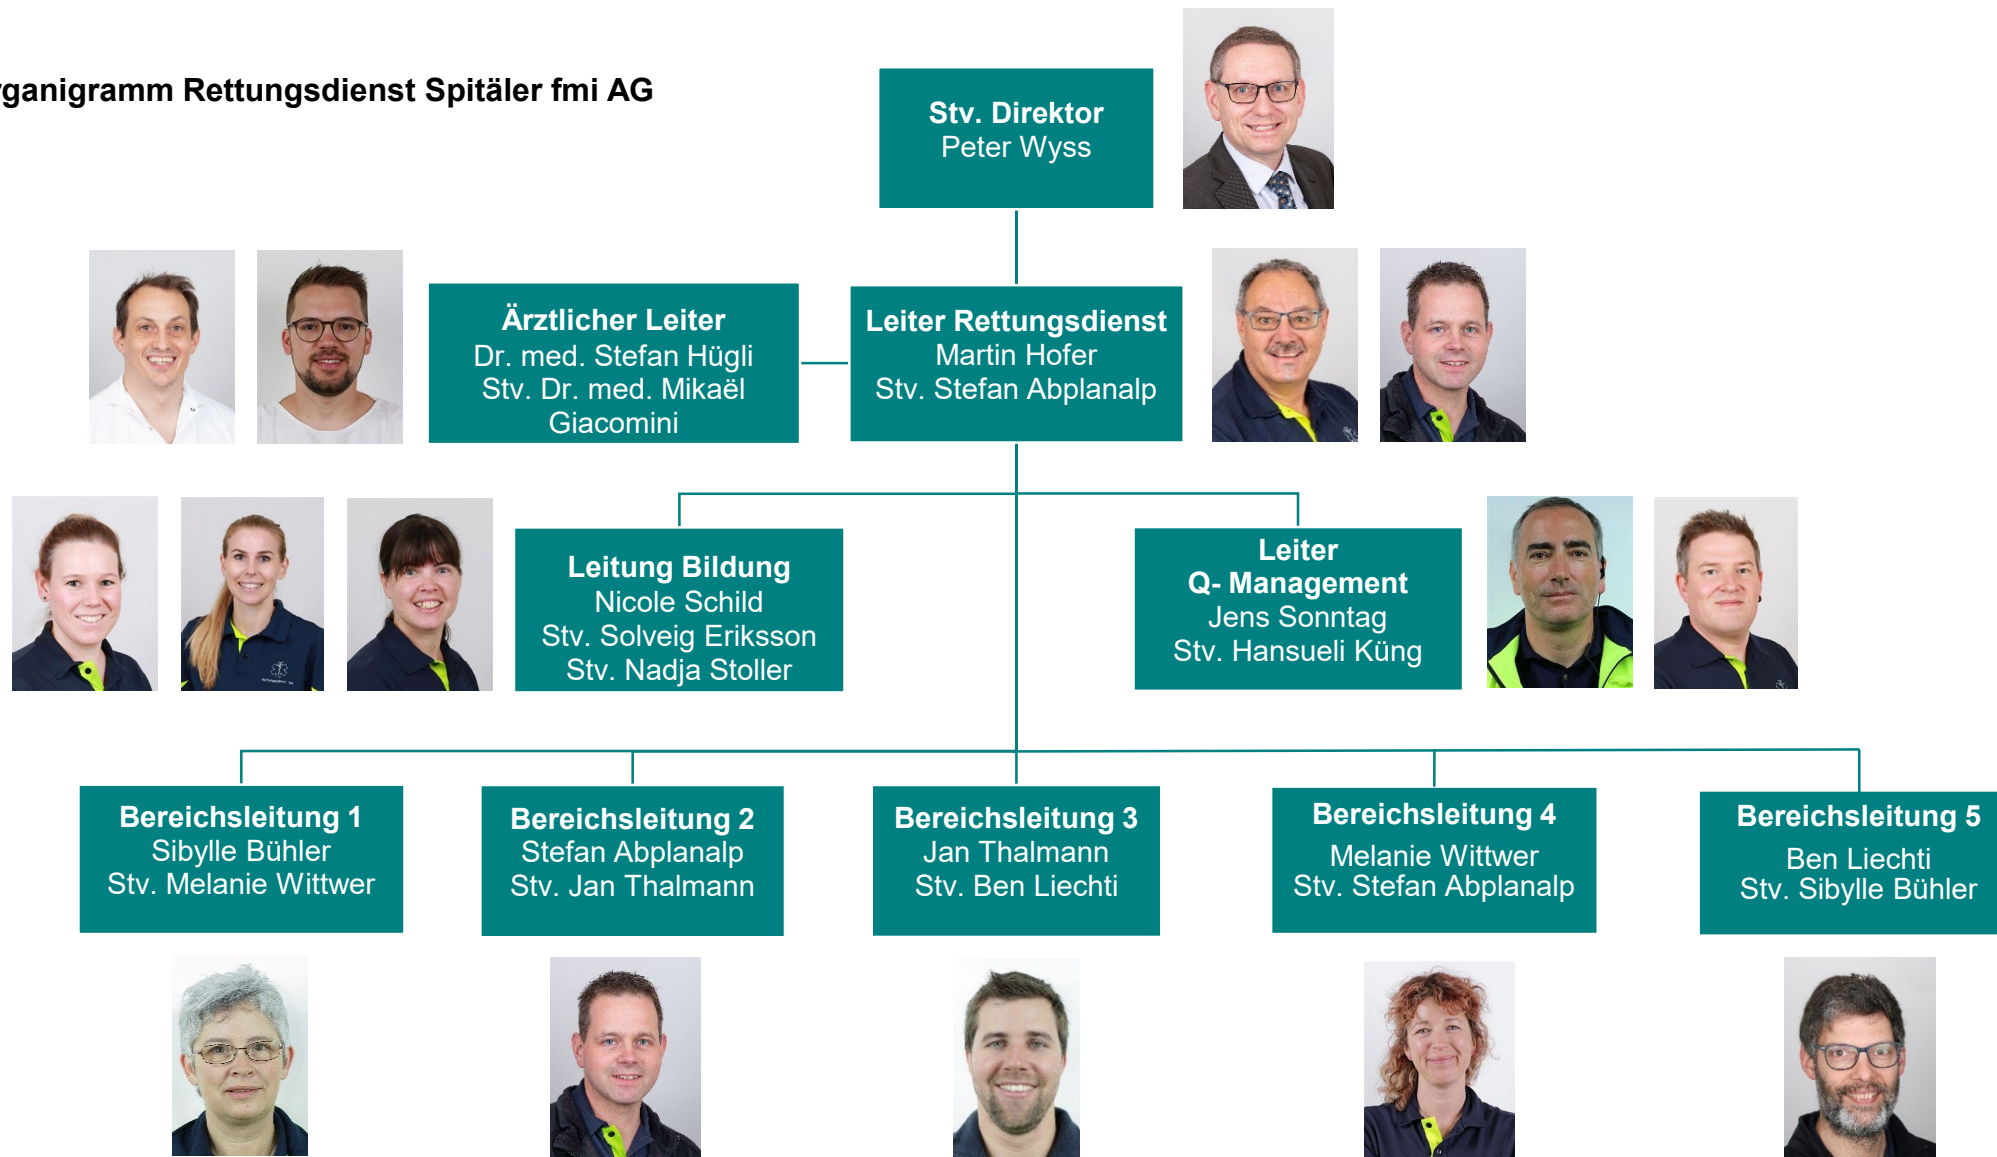 rganigramm Rettungsdienst Spitäler fmi AG
Stv. Direktor
Peter Wyss
Ärztlicher Leiter
Dr. med. Stefan Hügli
Stv. Dr. med. Mikaël
Giacomini
Leiter Rettungsdienst
Martin Hofer
Stv. Stefan Abplanalp
Leitung Bildung
Nicole Schild
Stv. Solveig Eriksson
Stv. Nadja Stoller
Leiter
Q- Management
Jens Sonntag
Stv. Hansueli Küng
Bereichsleitung 1
Sibylle Bühler
Stv. Melanie Wittwer
Bereichsleitung 2
Stefan Abplanalp
Stv. Jan Thalmann
Bereichsleitung 3
Jan Thalmann
Stv. Ben Liechti
Bereichsleitung 4
Melanie Wittwer
Stv. Stefan Abplanalp
Bereichsleitung 5
Ben Liechti
Stv. Sibylle Bühler